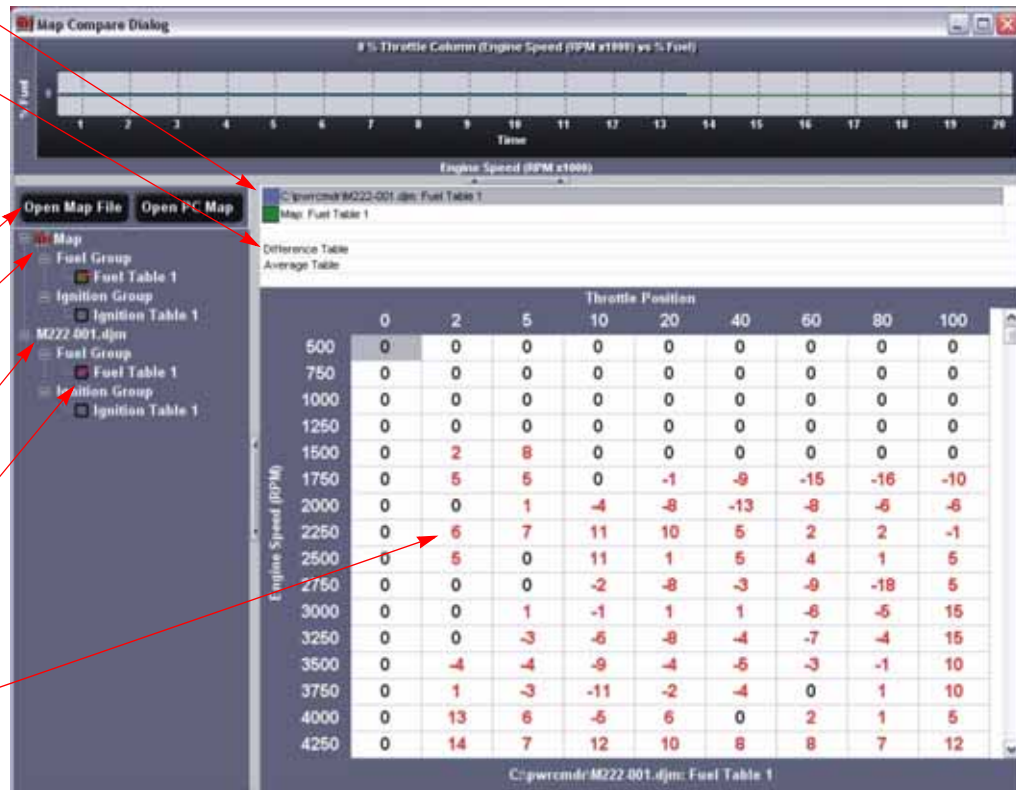 Map Compare Dialog
0 % Throttle Column (Engine Speed (RPM x1000) vs % Fuel)
% Fuel
0
1 2 3 4 5 6 7 8 9 10 11 12 13 14 15 16 17 18 19 20
Time
Engine Speed (RPM x1000)
Open Map File Open PC Map
C:\pwrcmdr\M222-001.djm: Fuel Table 1
Map: Fuel Table 1
Difference Table
Average Table
Map
Fuel Group
Fuel Table 1
Ignition Group
Ignition Table 1
M222-001.djm
Fuel Group
Fuel Table 1
Ignition Group
Ignition Table 1
Throttle Position
0 2 5 10 20 40 60 80 100
Engine Speed (RPM)
500 0 0 0 0 0 0 0 0 0
750 0 0 0 0 0 0 0 0 0
1000 0 0 0 0 0 0 0 0 0
1250 0 0 0 0 0 0 0 0 0
1500 0 2 8 0 0 0 0 0 0
1750 0 5 5 0 -1 -9 -15 -16 -10
2000 0 0 1 -4 -8 -13 -8 -6 -6
2250 0 6 7 11 10 5 2 2 -1
2500 0 5 0 11 1 5 4 1 5
2750 0 0 0 -2 -8 -3 -9 -18 5
3000 0 0 1 -1 1 1 -6 -5 15
3250 0 0 -3 -6 -8 -4 -7 -4 15
3500 0 -4 -4 -9 -4 -5 -3 -1 10
3750 0 1 -3 -11 -2 -4 0 1 10
4000 0 13 6 -5 6 0 2 1 5
4250 0 14 7 12 10 8 8 7 12
C:\pwrcmdr\M222-001.djm: Fuel Table 1